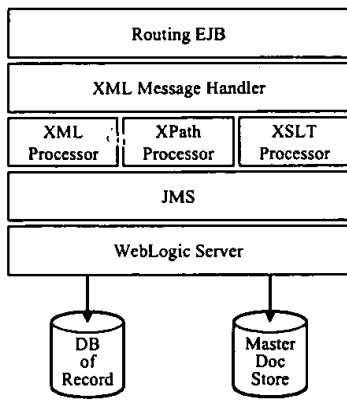 Routing EJB
XML Message Handler
XML
Processor
XPath
Processor
XSLT
Processor
JMS
WebLogic Server
DB
of
Record
Master
Doc
Store